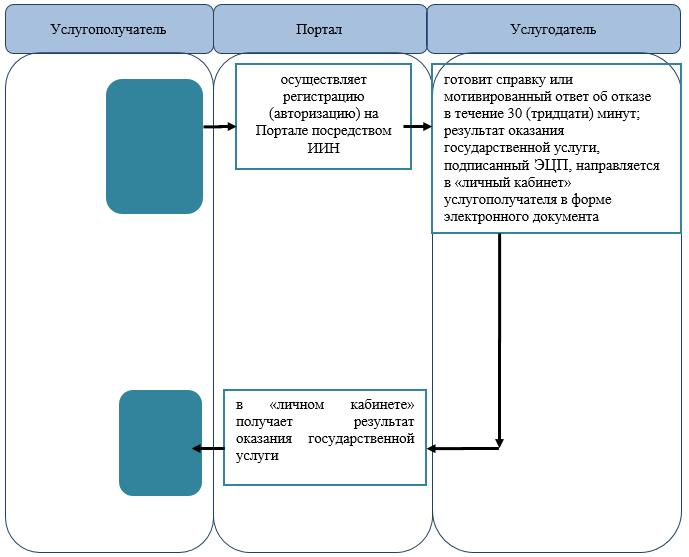 Услугополучатель
Портал
Услугодатель
осуществляет
регистрацию
(авторизацию) на
Портале посредством
ИИН
готовит справку или
мотивированный ответ об отказе
в течение 30 (тридцати) минут;
результат оказания
государственной услуги,
подписанный ЭЦП, направляется
в «личный кабинет»
услугополучателя в форме
электронного документа
в «личном кабинете»
получает результат
оказания государственной
услуги